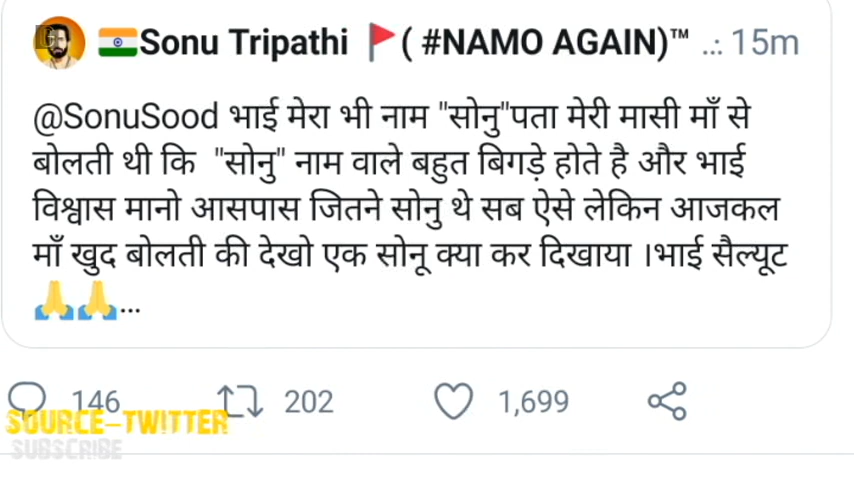 🇮🇳Sonu Tripathi 🚩( #NAMO AGAIN)™ .: 15m
@SonuSood भाई मेरा भी नाम "सोनु"पता मेरी मासी माँ से
बोलती थी कि "सोनु" नाम वाले बहुत बिगड़े होते है और भाई
विश्वास मानो आसपास जितने सोनु थे सब ऐसे लेकिन आजकल
माँ खुद बोलती की देखो एक सोनू क्या कर दिखाया ।भाई सैल्यूट
🙏🙏...
146 202 1,699
SOURCE-TWITTER
SUBSCRIBE